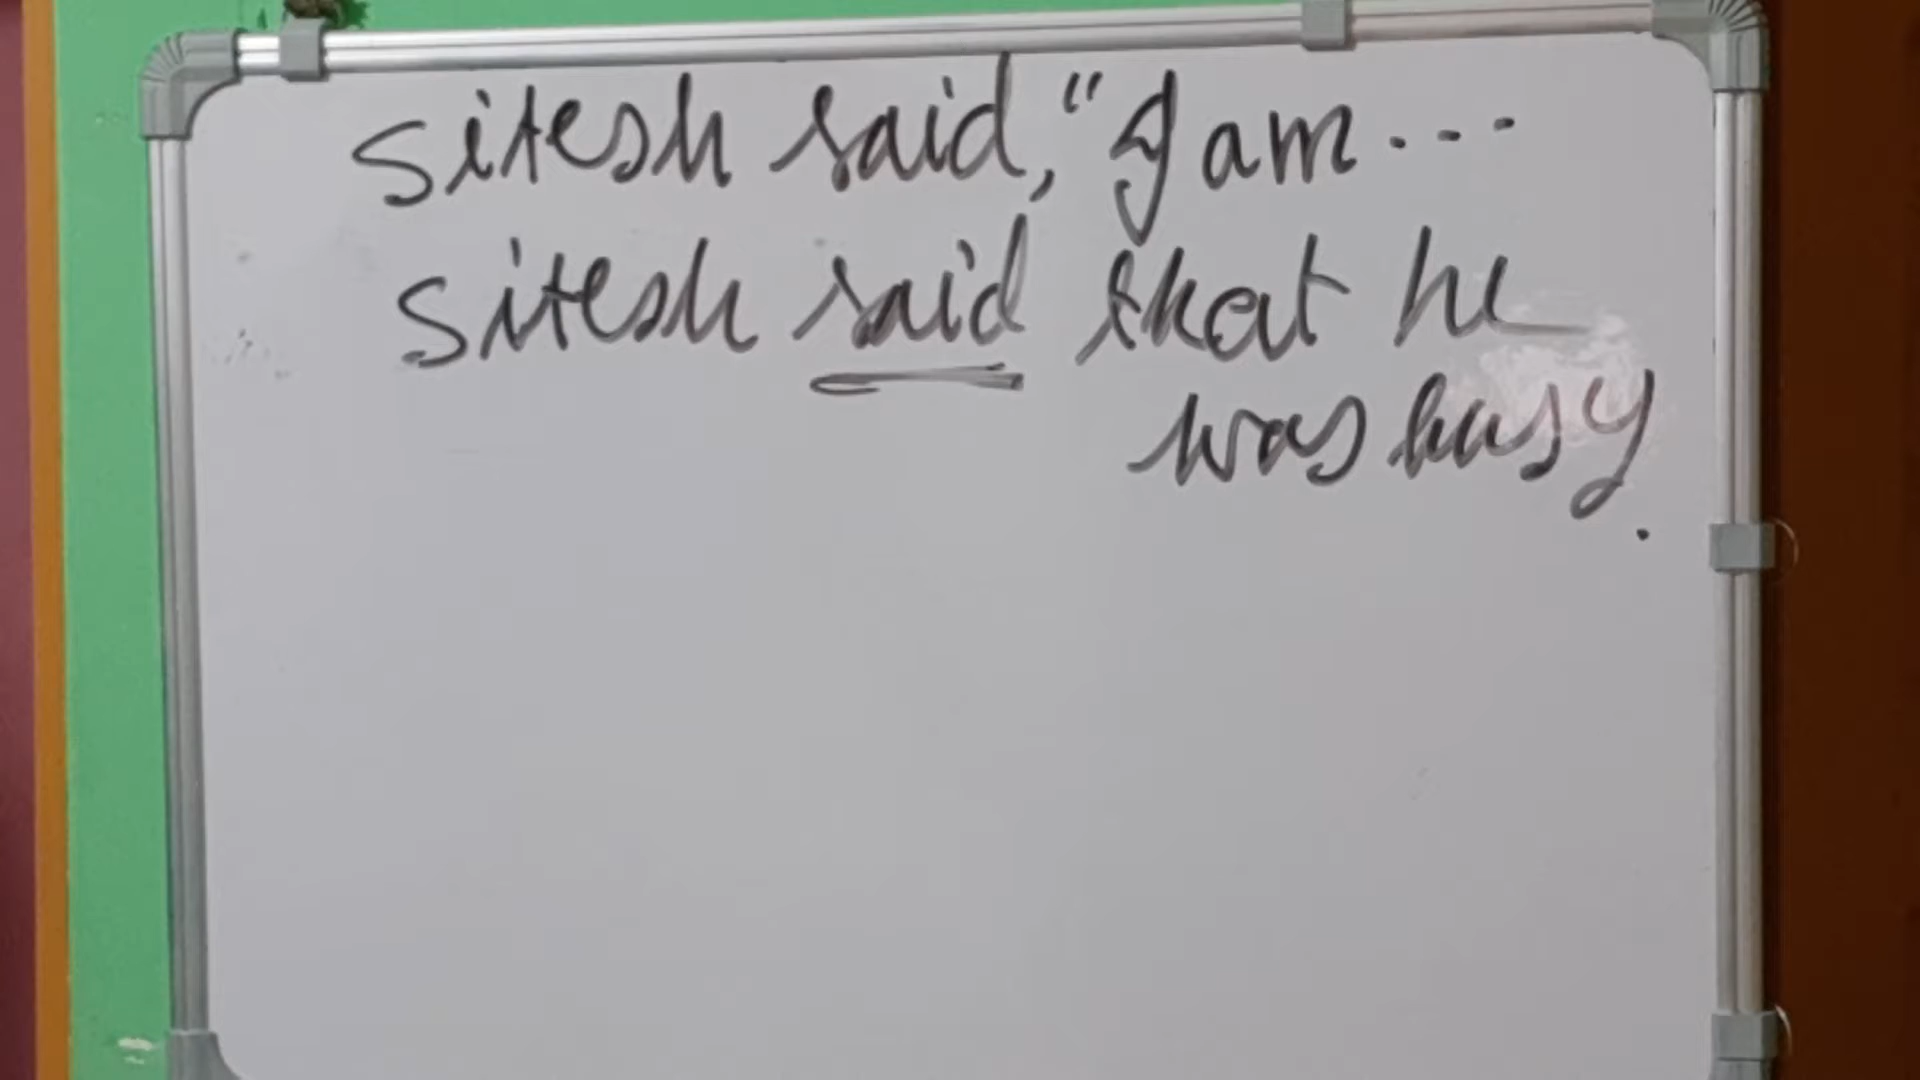 Sitesh said, "I am...
Sitesh said that he
was busy.